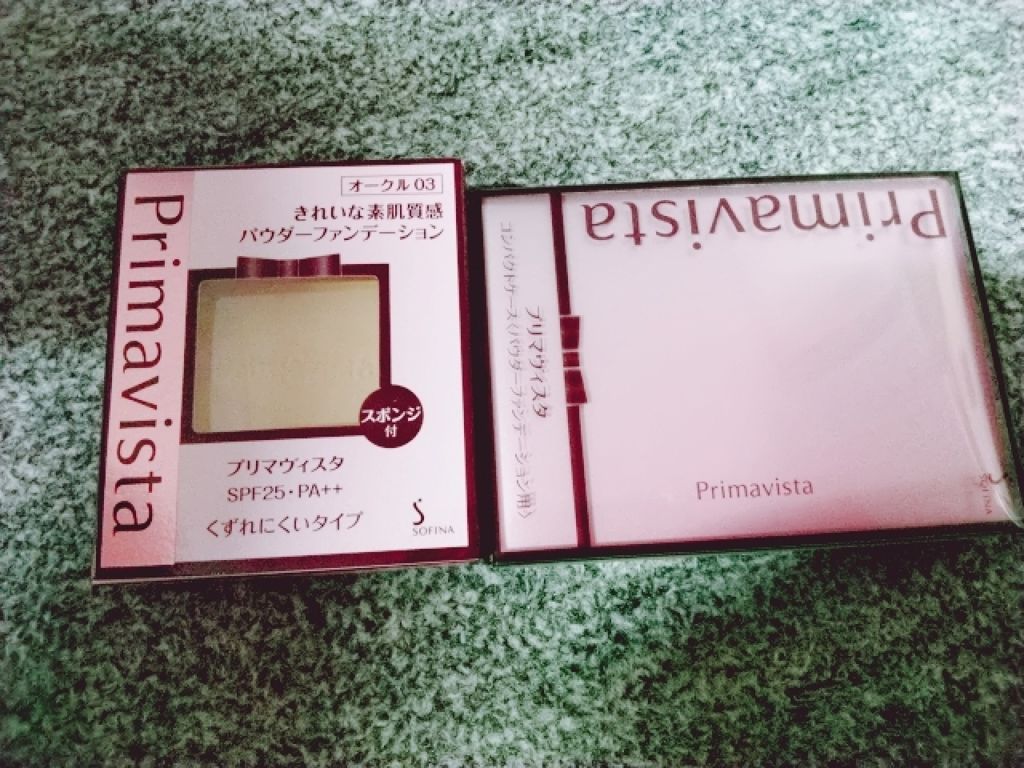 Primavista
オークル 03
きれいな素肌質感
パウダーファンデーション
スポンジ
付
プリマヴィスタ
SPF25・PA++
くずれにくいタイプ
SOFINA
Primavista
プリマヴィスタ
コンパクトケース〈パウダーファンデーション用〉
Primavista
SOFINA